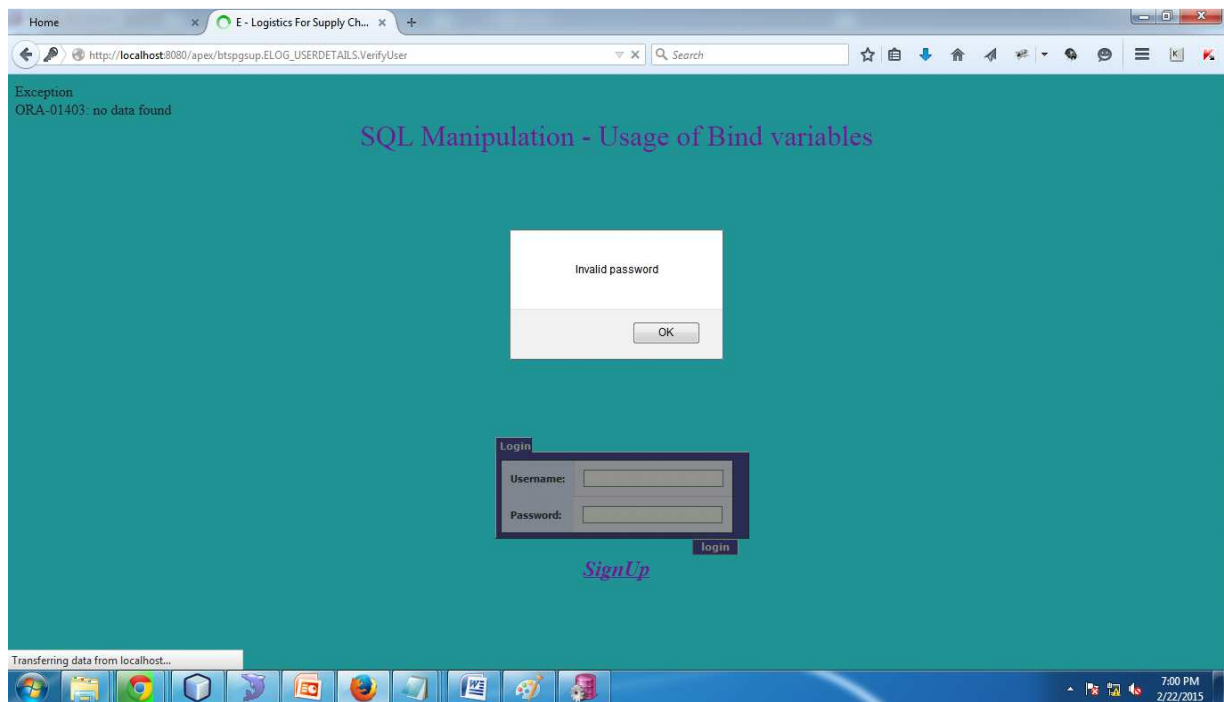 Home
E - Logistics For Supply Ch...
http://localhost:8080/apex/btspgsup.ELOG_USERDETAILS.VerifyUser
Search
Exception
ORA-01403: no data found
SQL Manipulation - Usage of Bind variables
Invalid password
OK
Login
Username:
Password:
login
SignUp
Transferring data from localhost...
7:00 PM
2/22/2015